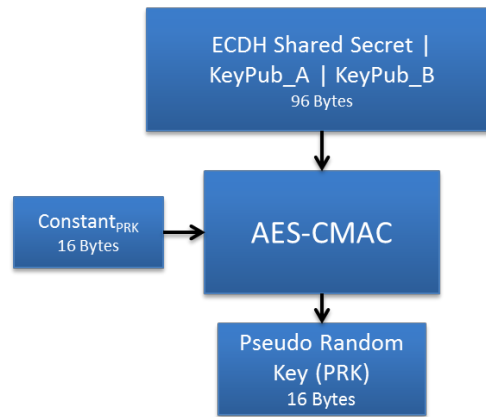 ECDH Shared Secret |
KeyPub_A | KeyPub_B
96 Bytes
ConstantPRK
16 Bytes
AES-CMAC
Pseudo Random
Key (PRK)
16 Bytes